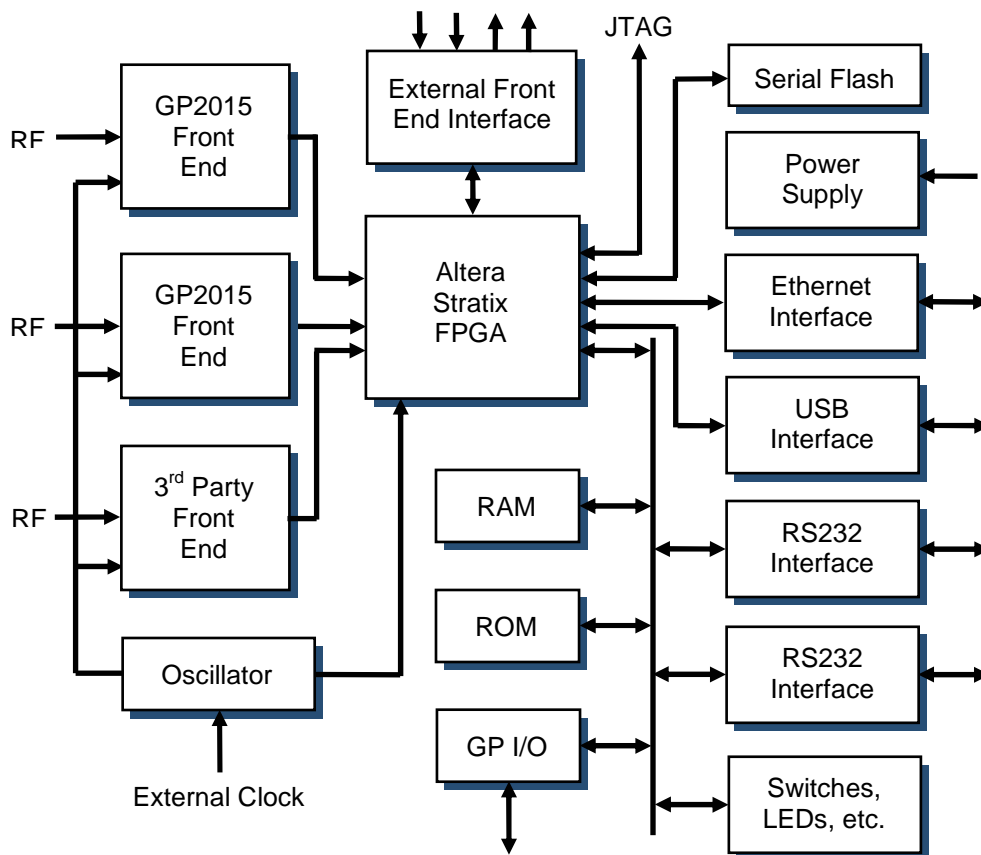 JTAG
GP2015
Front
End
RF
External Front
End Interface
Serial Flash
Power
Supply
Altera
Stratix
FPGA
GP2015
Front
End
RF
Ethernet
Interface
USB
Interface
3rd Party
Front
End
RF
RAM
RS232
Interface
ROM
Oscillator
RS232
Interface
GP I/O
External Clock
Switches,
LEDs, etc.